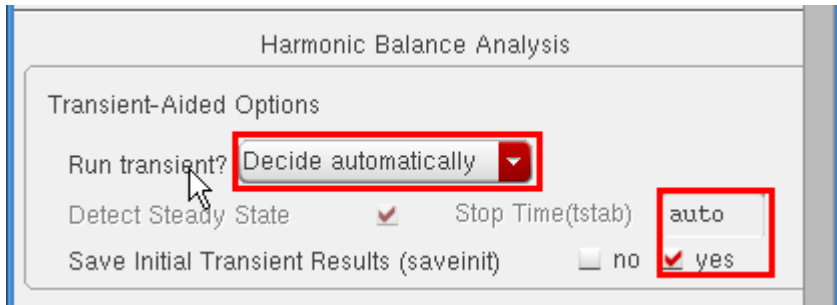 Harmonic Balance Analysis
Transient-Aided Options
Run transient? Decide automatically
Detect Steady State Stop Time(tstab) auto
Save Initial Transient Results (saveinit) no yes